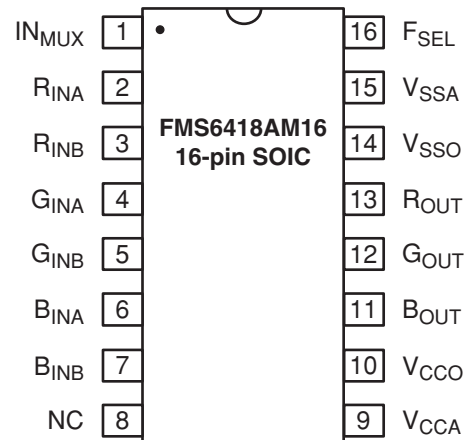 IN_MUX 1 16 F_SEL
R_INA 2 15 V_SSA
FMS6418AM16
R_INB 3 14 V_SSO
16-pin SOIC
G_INA 4 13 R_OUT
G_INB 5 12 G_OUT
B_INA 6 11 B_OUT
B_INB 7 10 V_CCO
NC 8 9 V_CCA